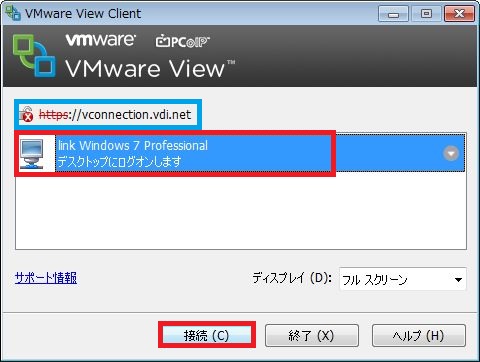 VMware View Client
vmware PCoIP
VMware View™
https://vconnection.vdi.net
link Windows 7 Professional
デスクトップにログオンします
サポート情報
ディスプレイ (D): フル スクリーン
接続 (C) 終了 (X) ヘルプ (H)